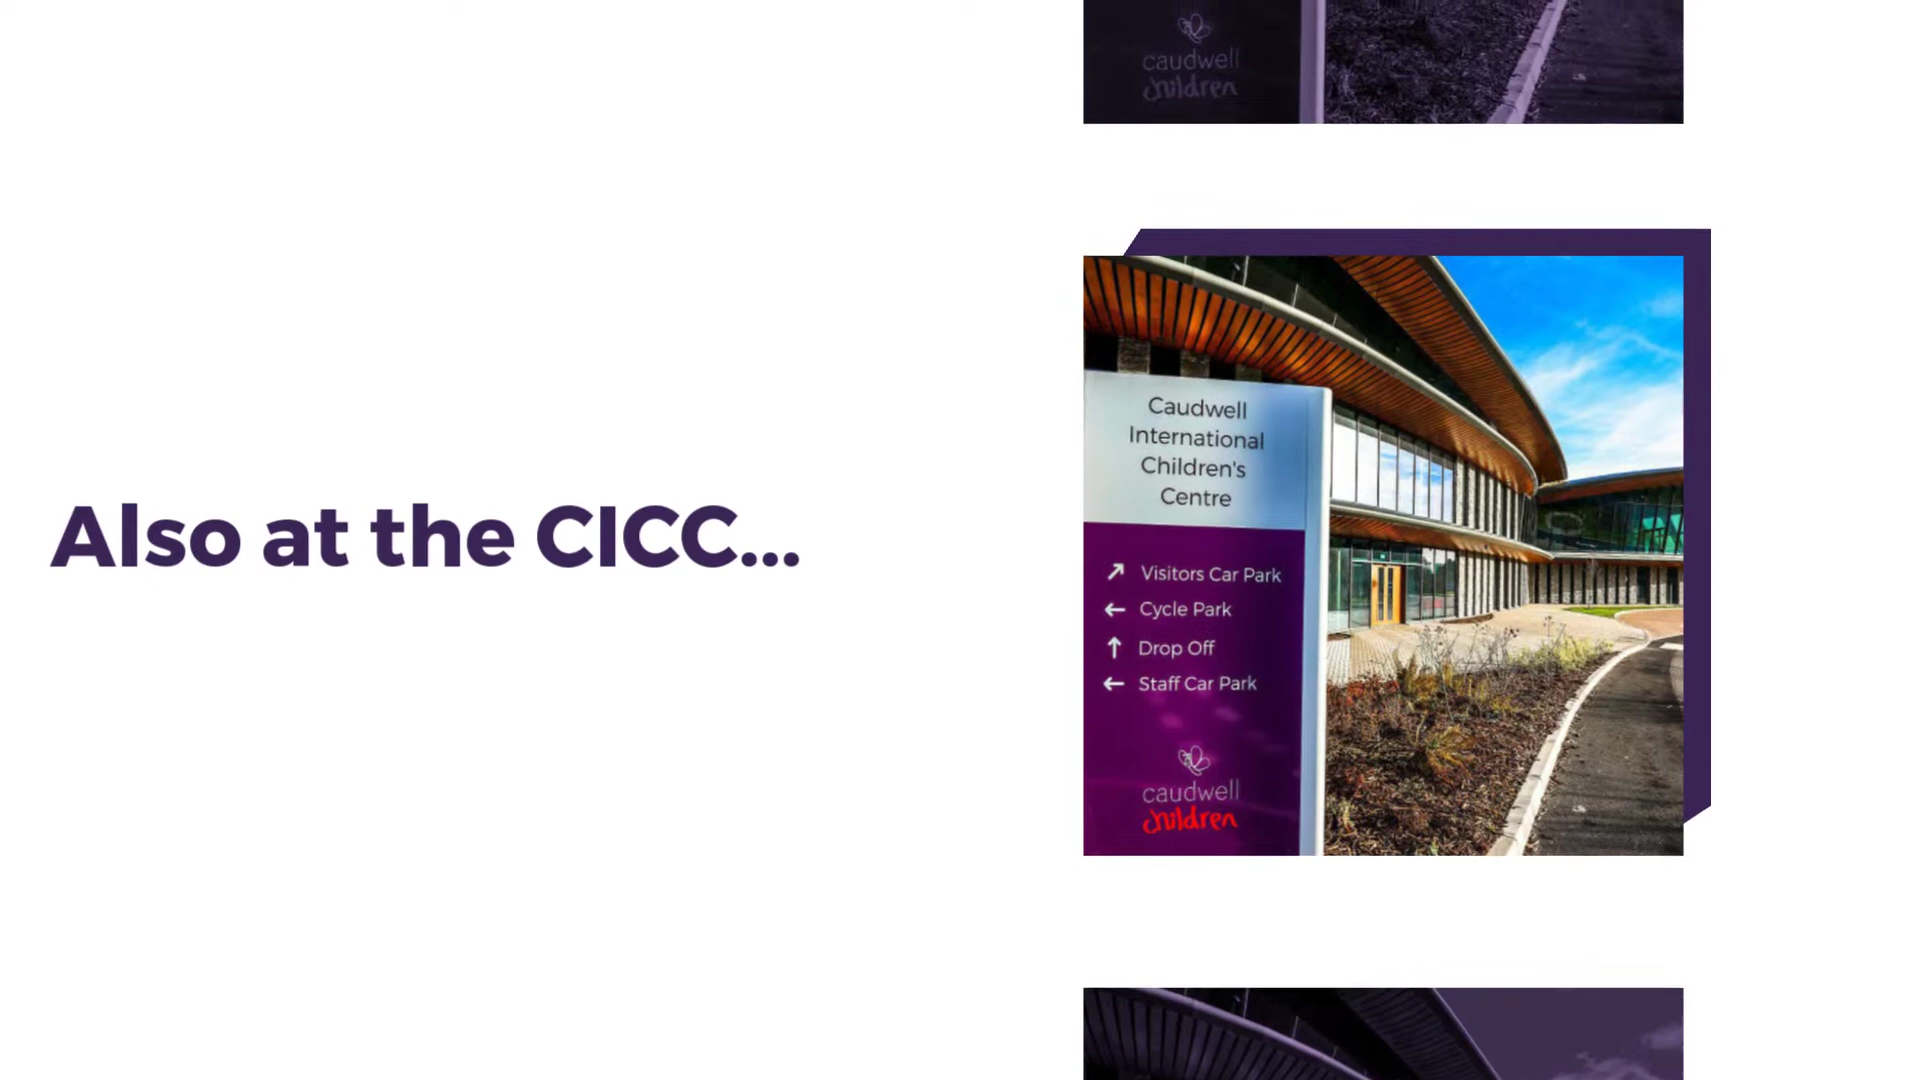 caudwell
children
Also at the CICC...
Caudwell
International
Children's
Centre
↗ Visitors Car Park
← Cycle Park
↑ Drop Off
← Staff Car Park
caudwell
children